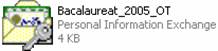 Bacalaureat_2005_OT
Personal Information Exchange
4 KB